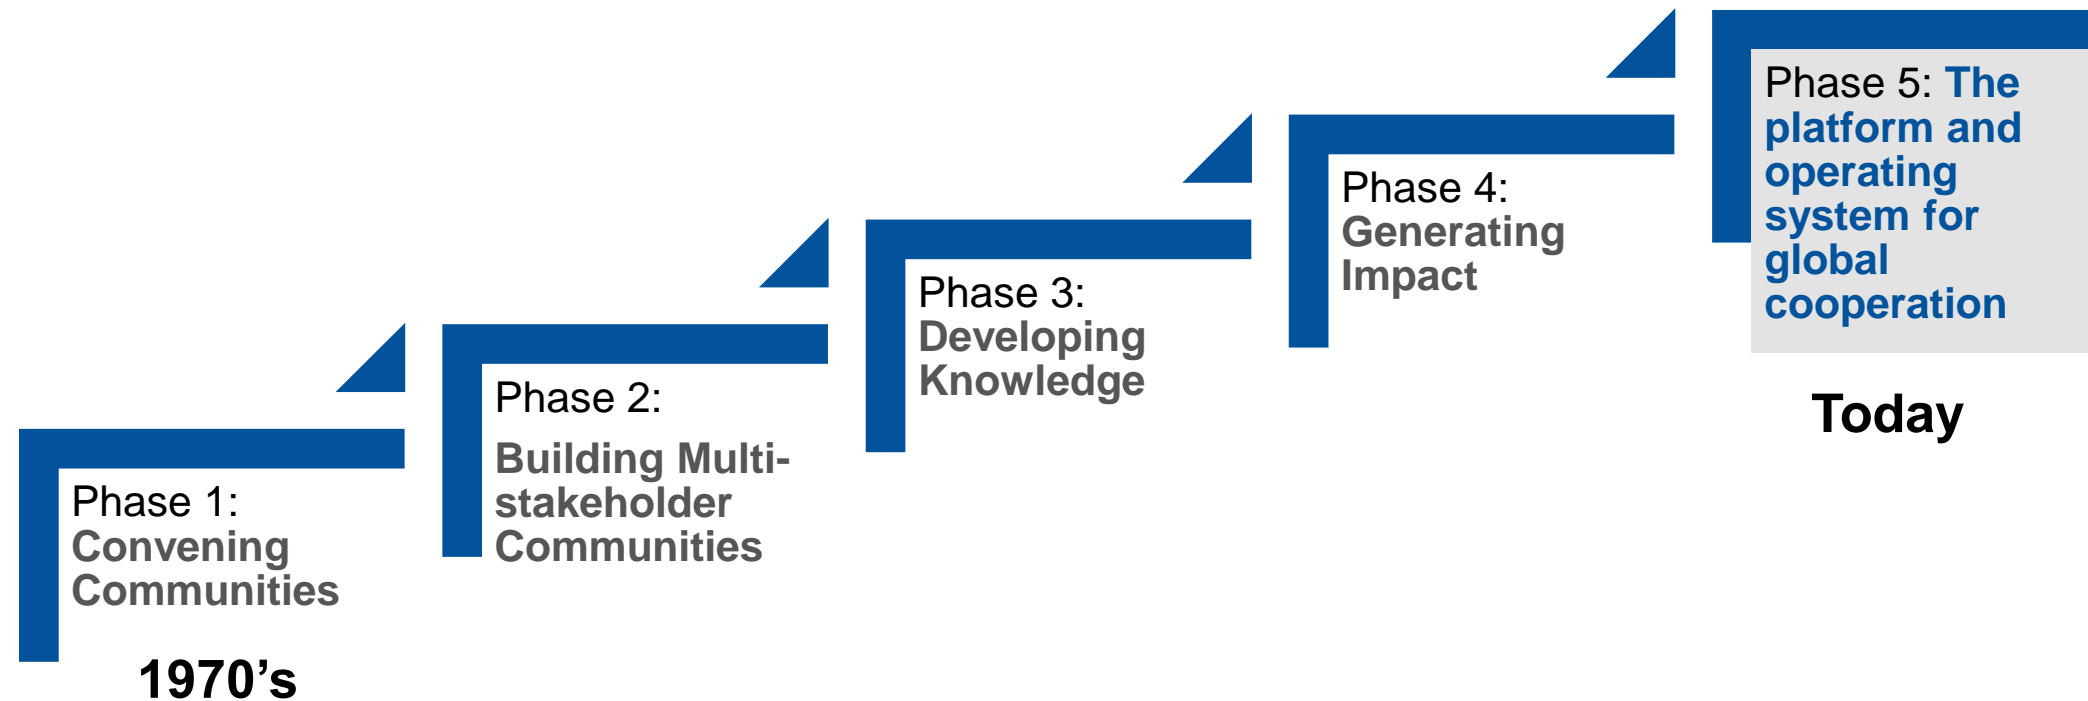 Phase 1:
Convening
Communities
1970’s
Phase 2:
Building Multi-
stakeholder
Communities
Phase 3:
Developing
Knowledge
Phase 4:
Generating
Impact
Phase 5: The
platform and
operating
system for
global
cooperation
Today